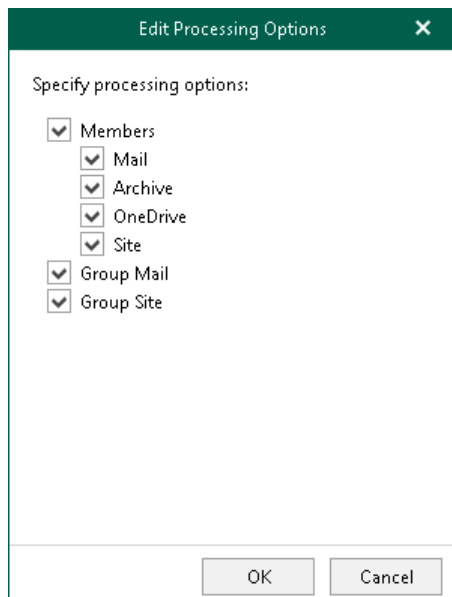 Edit Processing Options
Specify processing options:
Members
Mail
Archive
OneDrive
Site
Group Mail
Group Site
OK
Cancel